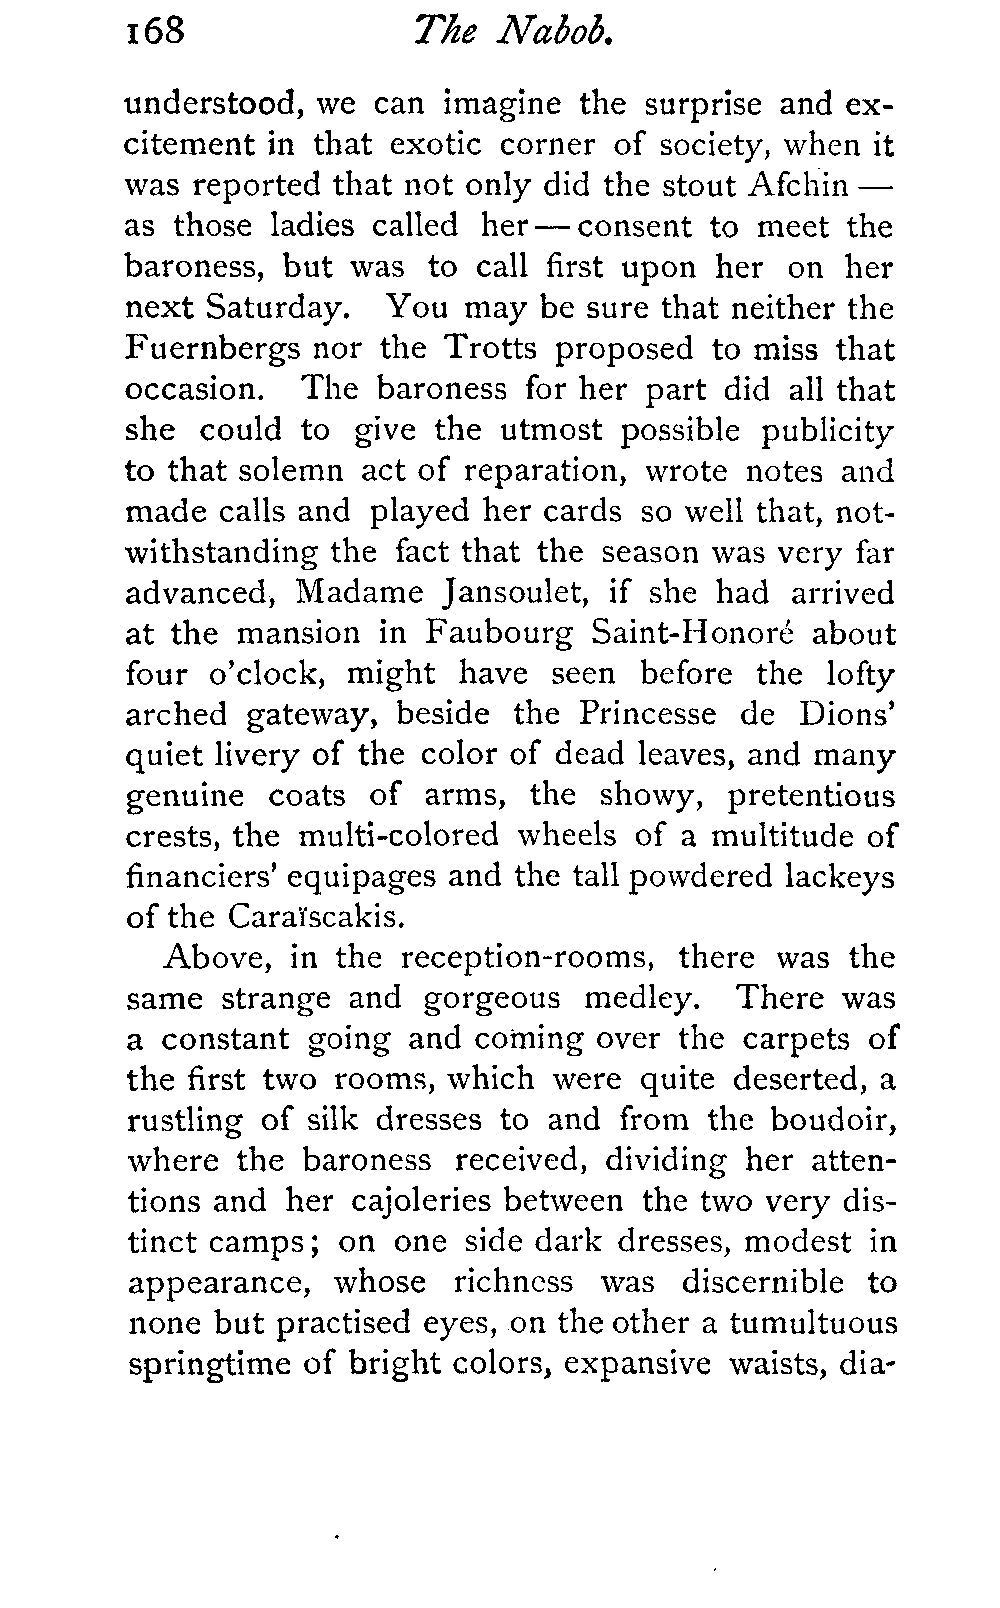 168 The Nabob.
understood, we can imagine the surprise and ex-
citement in that exotic corner of society, when it
was reported that not only did the stout Afchin —
as those ladies called her — consent to meet the
baroness, but was to call first upon her on her
next Saturday. You may be sure that neither the
Fuernbergs nor the Trotts proposed to miss that
occasion. The baroness for her part did all that
she could to give the utmost possible publicity
to that solemn act of reparation, wrote notes and
made calls and played her cards so well that, not-
withstanding the fact that the season was very far
advanced, Madame Jansoulet, if she had arrived
at the mansion in Faubourg Saint-Honoré about
four o'clock, might have seen before the lofty
arched gateway, beside the Princesse de Dions'
quiet livery of the color of dead leaves, and many
genuine coats of arms, the showy, pretentious
crests, the multi-colored wheels of a multitude of
financiers' equipages and the tall powdered lackeys
of the Caraïscakis.
Above, in the reception-rooms, there was the
same strange and gorgeous medley. There was
a constant going and coming over the carpets of
the first two rooms, which were quite deserted, a
rustling of silk dresses to and from the boudoir,
where the baroness received, dividing her atten-
tions and her cajoleries between the two very dis-
tinct camps; on one side dark dresses, modest in
appearance, whose richness was discernible to
none but practised eyes, on the other a tumultuous
springtime of bright colors, expansive waists, dia-